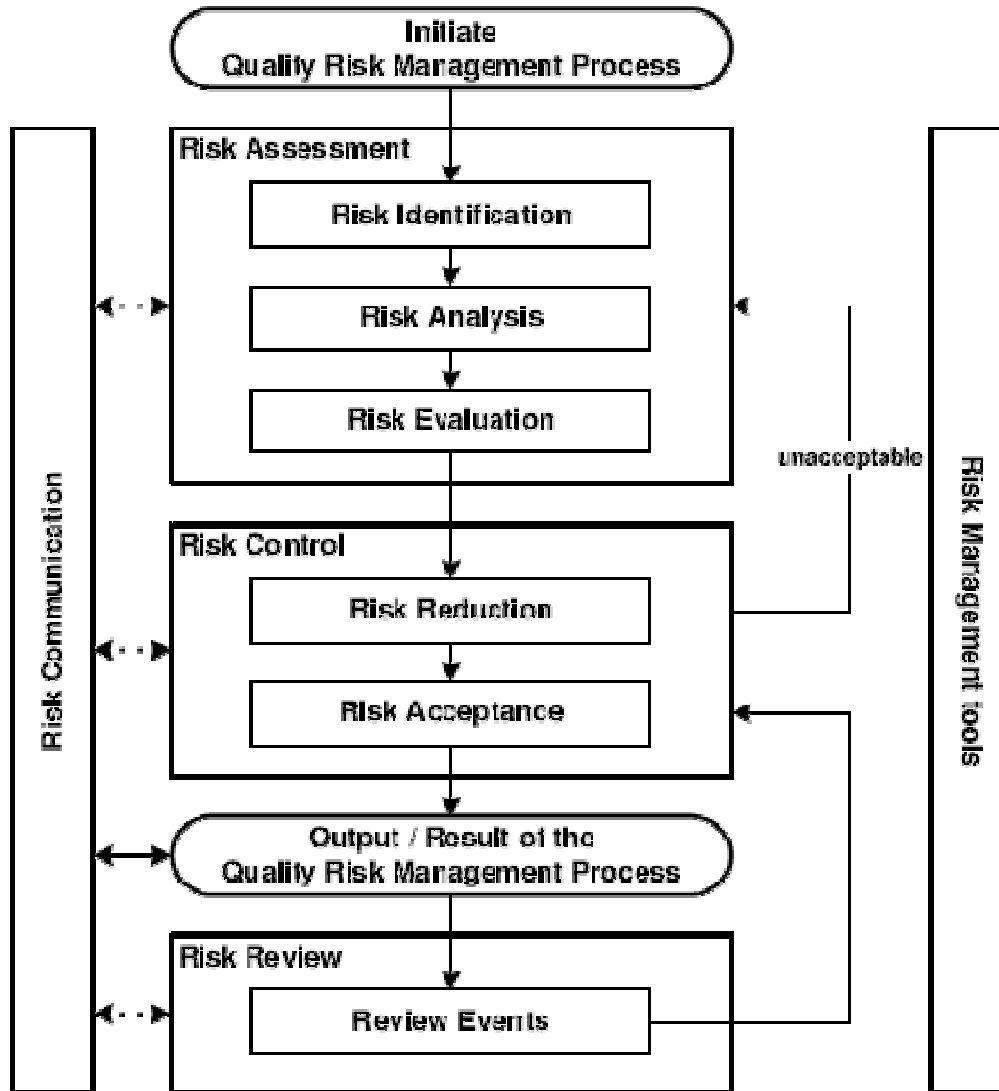 Initiate
Quality Risk Management Process
Risk Assessment
Risk Identification
Risk Analysis
Risk Evaluation
unacceptable
Risk Control
Risk Reduction
Risk Acceptance
Output / Result of the
Quality Risk Management Process
Risk Review
Review Events
Risk Communication
Risk Management tools